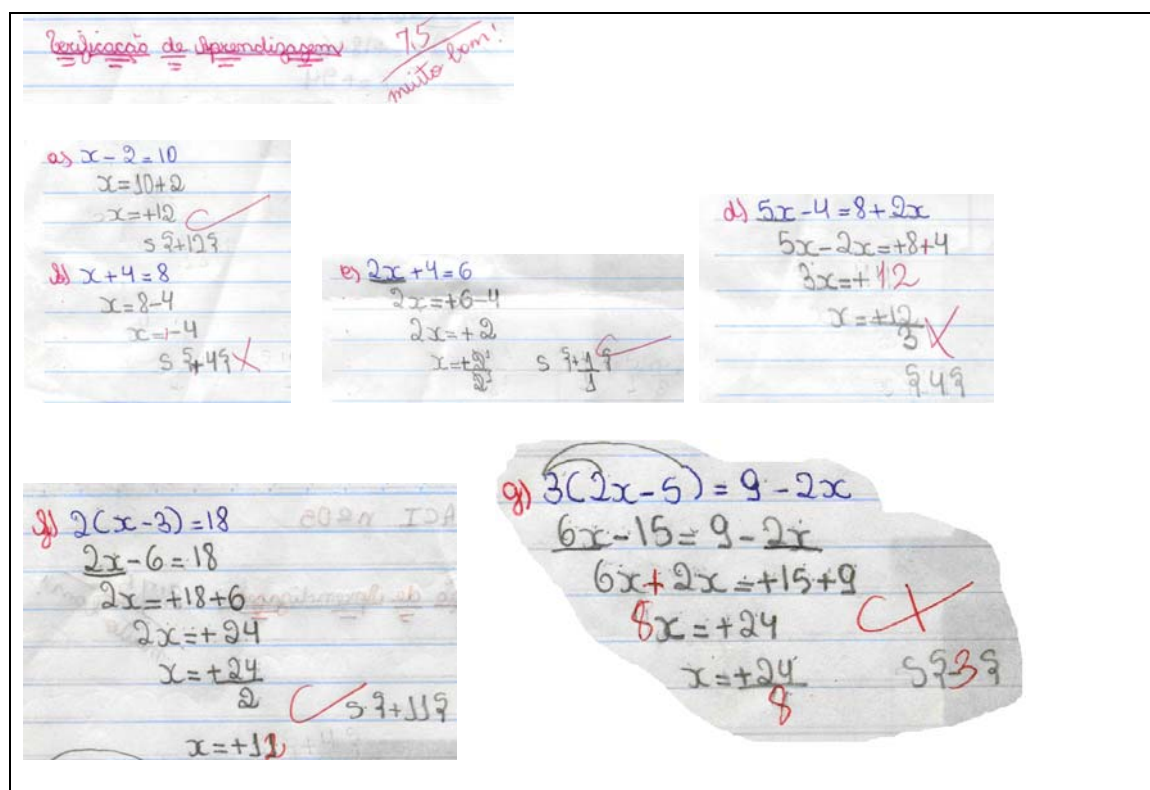 Verificação de Aprendizagem
7,5
muito bom!
a) x - 2 = 10
x = 10 + 2
x = +12
S {+12}
b) x + 4 = 8
x = 8 - 4
x = -4
S {+4}
e) 2x + 4 = 6
2x = +6 - 4
2x = +2
x = +2/2
S {+1/1}
d) 5x - 4 = 8 + 2x
5x - 2x = +8 + 4
3x = +12
x = +12/3
{4}
f) 2(x - 3) = 18
2x - 6 = 18
2x = +18 + 6
2x = +24
x = +24/2
S {+11}
x = +12
g) 3(2x - 5) = 9 - 2x
6x - 15 = 9 - 2x
6x + 2x = +15 + 9
8x = +24
x = +24/8
S {3}